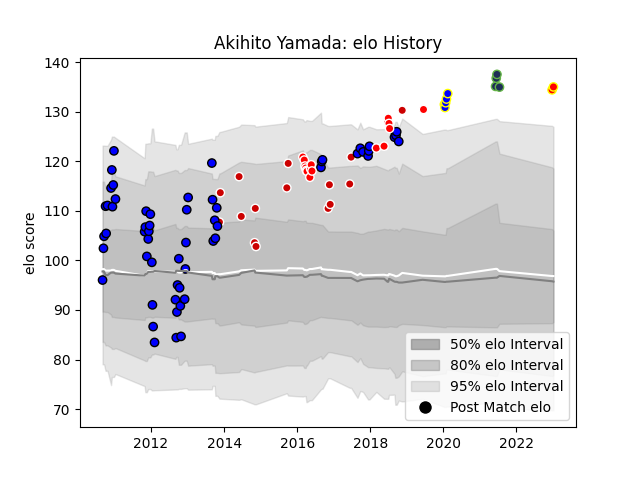 Akihito Yamada: elo History
elo score
140
130
120
110
100
90
80
70
2012
2014
2016
2018
2020
2022
50% elo Interval
80% elo Interval
95% elo Interval
Post Match elo